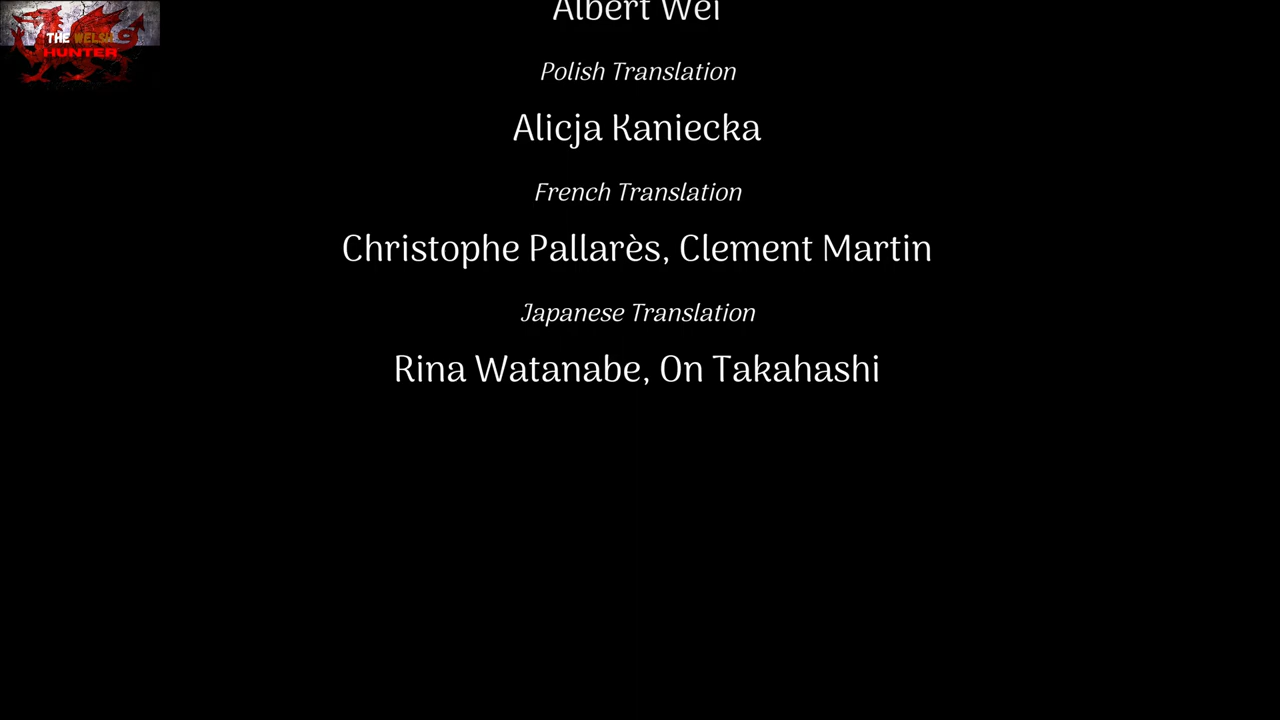 THE WELSH
HUNTER
Albert Wei
Polish Translation
Alicja Kaniecka
French Translation
Christophe Pallarès, Clement Martin
Japanese Translation
Rina Watanabe, On Takahashi